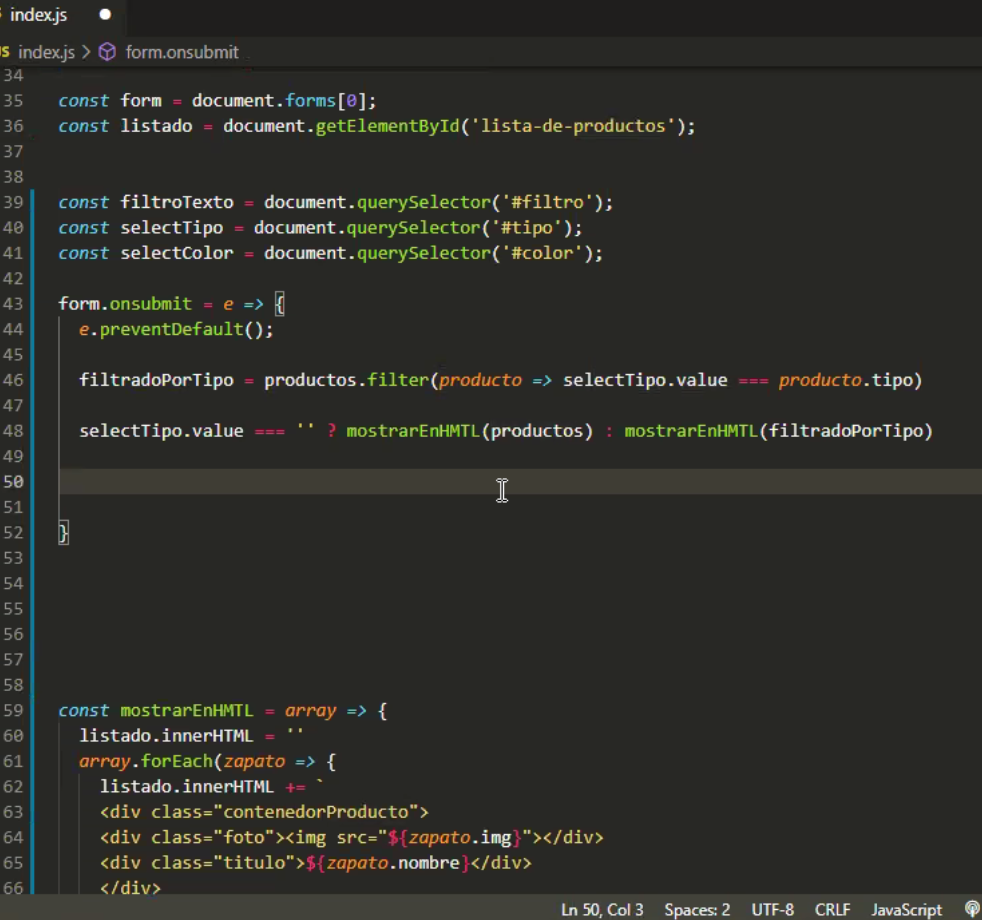 index.js
JS index.js > form.onsubmit
34
35 const form = document.forms[0];
36 const listado = document.getElementById('lista-de-productos');
37
38
39 const filtroTexto = document.querySelector('#filtro');
40 const selectTipo = document.querySelector('#tipo');
41 const selectColor = document.querySelector('#color');
42
43 form.onsubmit = e => {
44 e.preventDefault();
45
46 filtradoPorTipo = productos.filter(producto => selectTipo.value === producto.tipo)
47
48 selectTipo.value === '' ? mostrarEnHMTL(productos) : mostrarEnHMTL(filtradoPorTipo)
49
50
51
52 }
53
54
55
56
57
58
59 const mostrarEnHMTL = array => {
60 listado.innerHTML = ''
61 array.forEach(zapato => {
62 listado.innerHTML += `
63 <div class="contenedorProducto">
64 <div class="foto"><img src="${zapato.img}"></div>
65 <div class="titulo">${zapato.nombre}</div>
66 </div>
Ln 50, Col 3 Spaces: 2 UTF-8 CRLF JavaScript